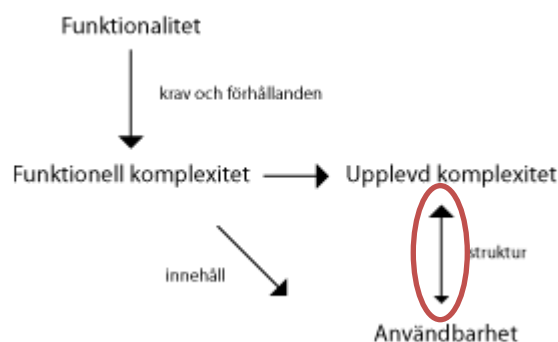 Funktionalitet
krav och förhållanden
Funktionell komplexitet
Upplevd komplexitet
struktur
innehåll
Användbarhet